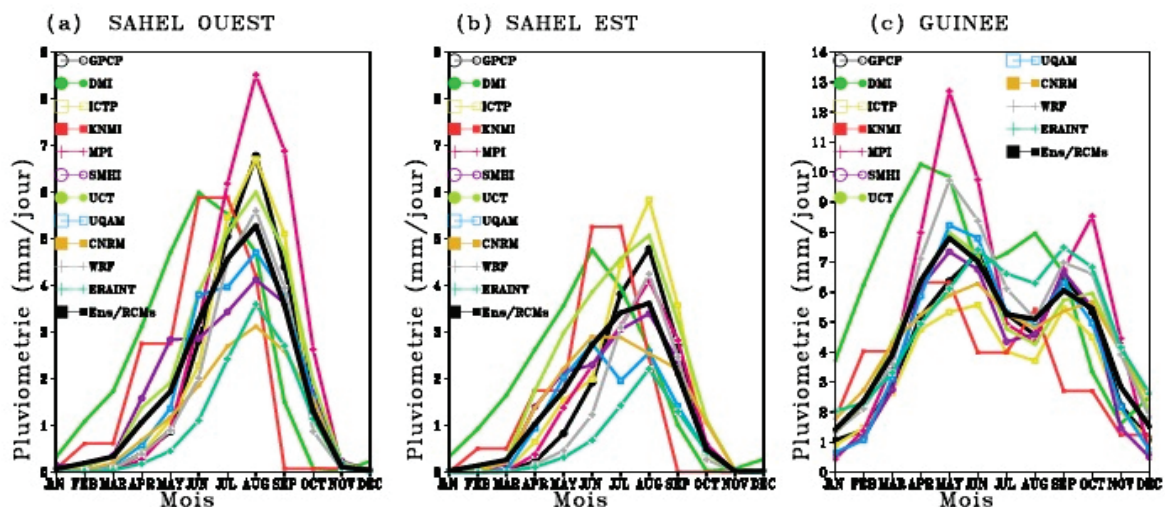 (a) SAHEL OUEST
Pluviometrie (mm/jour)
9
8
7
6
5
4
3
2
1
0
GPCP
DMI
ICTP
KNMI
MPI
SMHI
UCT
UQAM
CNRM
WRF
ERAINT
Ens/RCMs
JAN FEB MAR APR MAY JUN JUL AUG SEP OCT NOV DEC
Mois
(b) SAHEL EST
Pluviometrie (mm/jour)
9
8
7
6
5
4
3
2
1
0
GPCP
DMI
ICTP
KNMI
MPI
SMHI
UCT
UQAM
CNRM
WRF
ERAINT
Ens/RCMs
JAN FEB MAR APR MAY JUN JUL AUG SEP OCT NOV DEC
Mois
(c) GUINEE
Pluviometrie (mm/jour)
14
13
12
11
10
9
8
7
6
5
4
3
2
1
0
GPCP
DMI
ICTP
KNMI
MPI
SMHI
UCT
UQAM
CNRM
WRF
ERAINT
Ens/RCMs
JAN FEB MAR APR MAY JUN JUL AUG SEP OCT NOV DEC
Mois